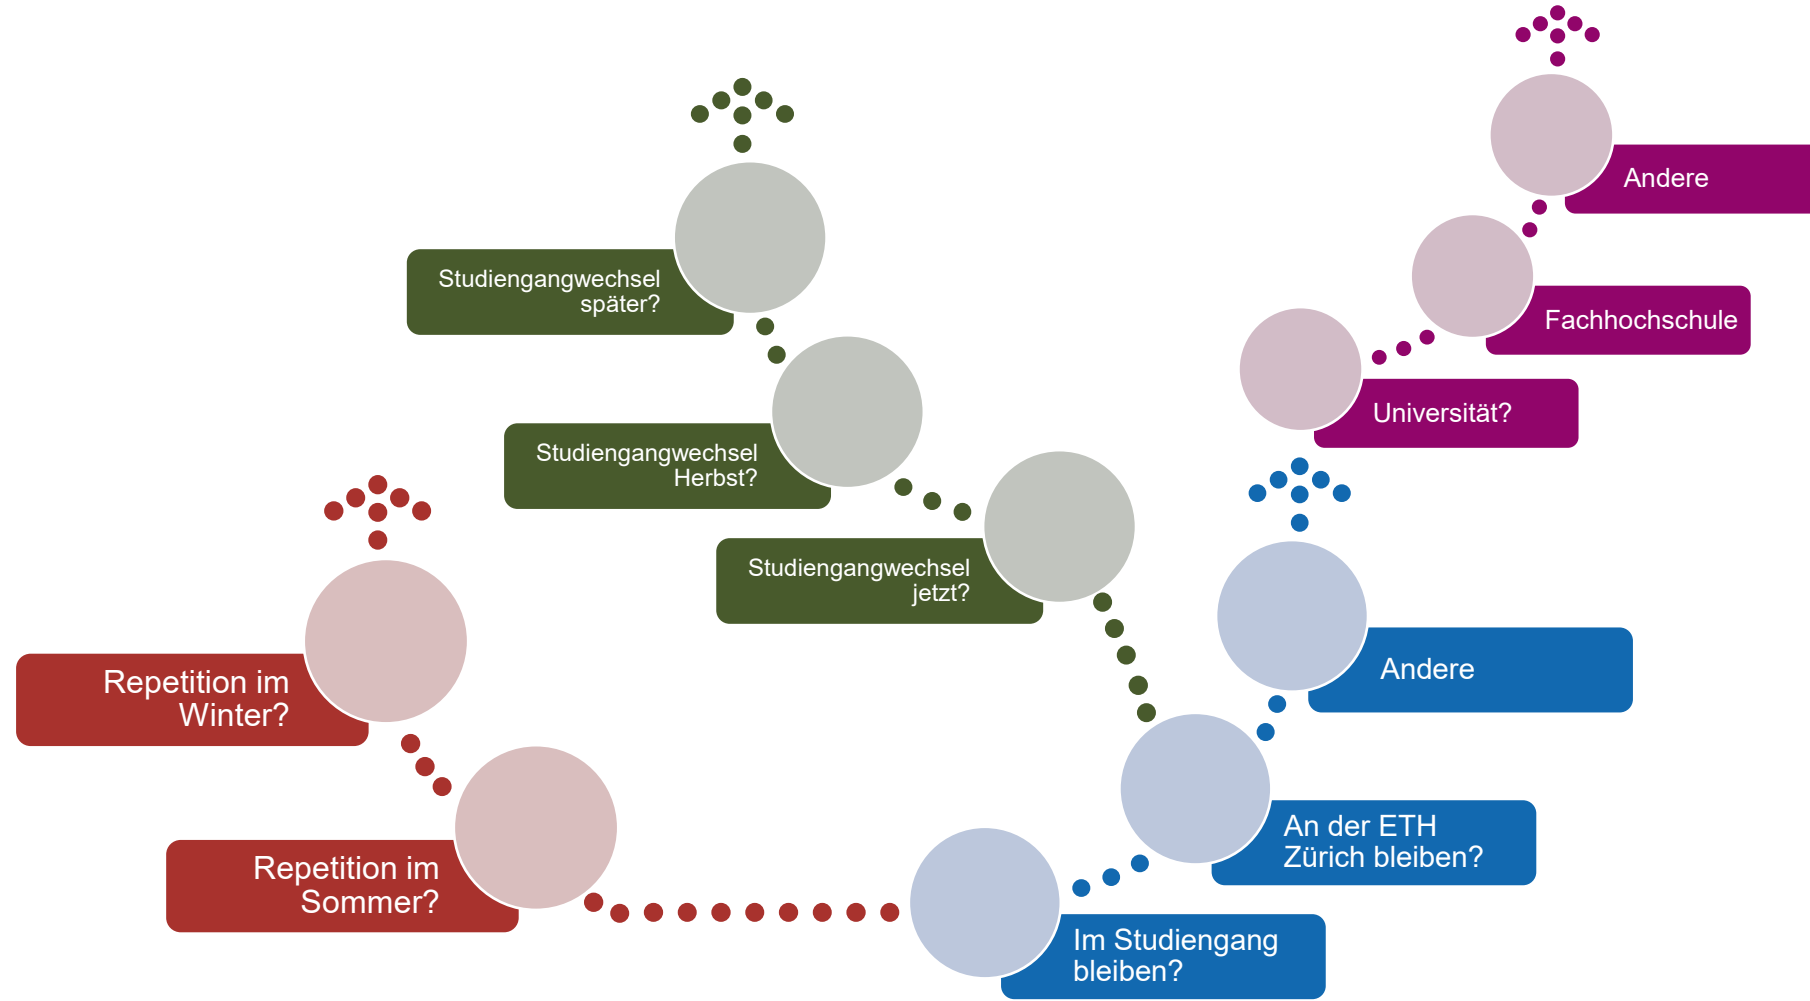 Andere
Studiengangwechsel
später?
Fachhochschule
Universität?
Studiengangwechsel
Herbst?
Studiengangwechsel
jetzt?
Andere
Repetition im
Winter?
An der ETH
Zürich bleiben?
Repetition im
Sommer?
Im Studiengang
bleiben?